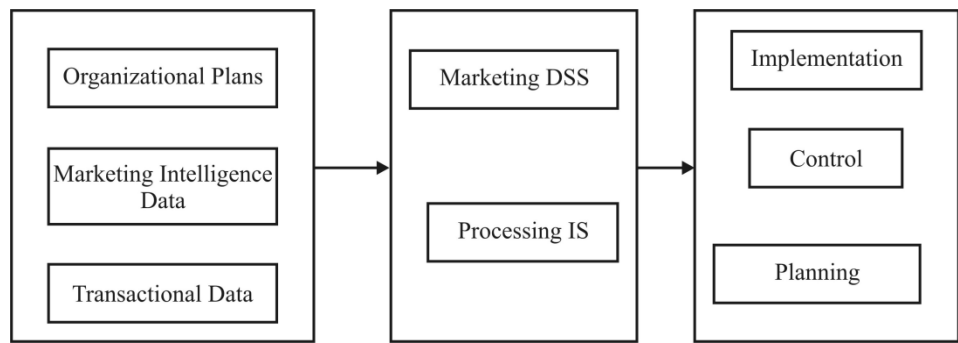 Organizational Plans
Marketing Intelligence
Data
Transactional Data
Marketing DSS
Processing IS
Implementation
Control
Planning